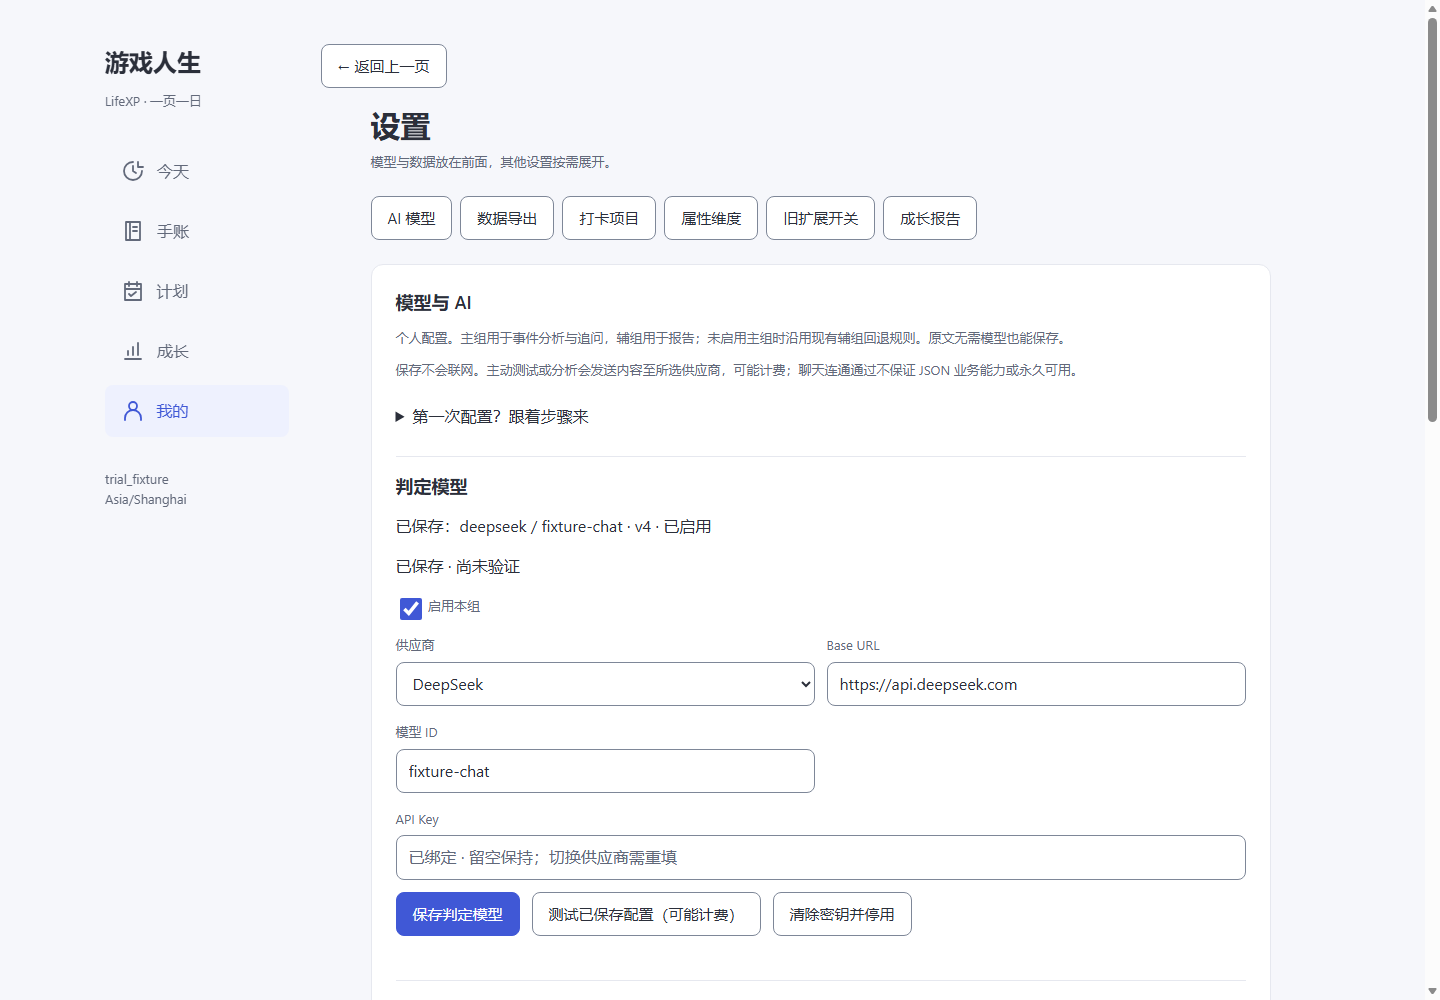 游戏人生
LifeXP · 一页一日
今天
手账
计划
成长
我的
trial_fixture
Asia/Shanghai
← 返回上一页
设置
模型与数据放在前面，其他设置按需展开。
AI 模型
数据导出
打卡项目
属性维度
旧扩展开关
成长报告
模型与 AI
个人配置。主组用于事件分析与追问，辅组用于报告；未启用主组时沿用现有辅组回退规则。原文无需模型也能保存。
保存不会联网。主动测试或分析会发送内容至所选供应商，可能计费；聊天连通通过不保证 JSON 业务能力或永久可用。
▶ 第一次配置？跟着步骤来
判定模型
已保存：deepseek / fixture-chat · v4 · 已启用
已保存 · 尚未验证
启用本组
供应商
DeepSeek
Base URL
https://api.deepseek.com
模型 ID
fixture-chat
API Key
已绑定 · 留空保持；切换供应商需重填
保存判定模型
测试已保存配置（可能计费）
清除密钥并停用